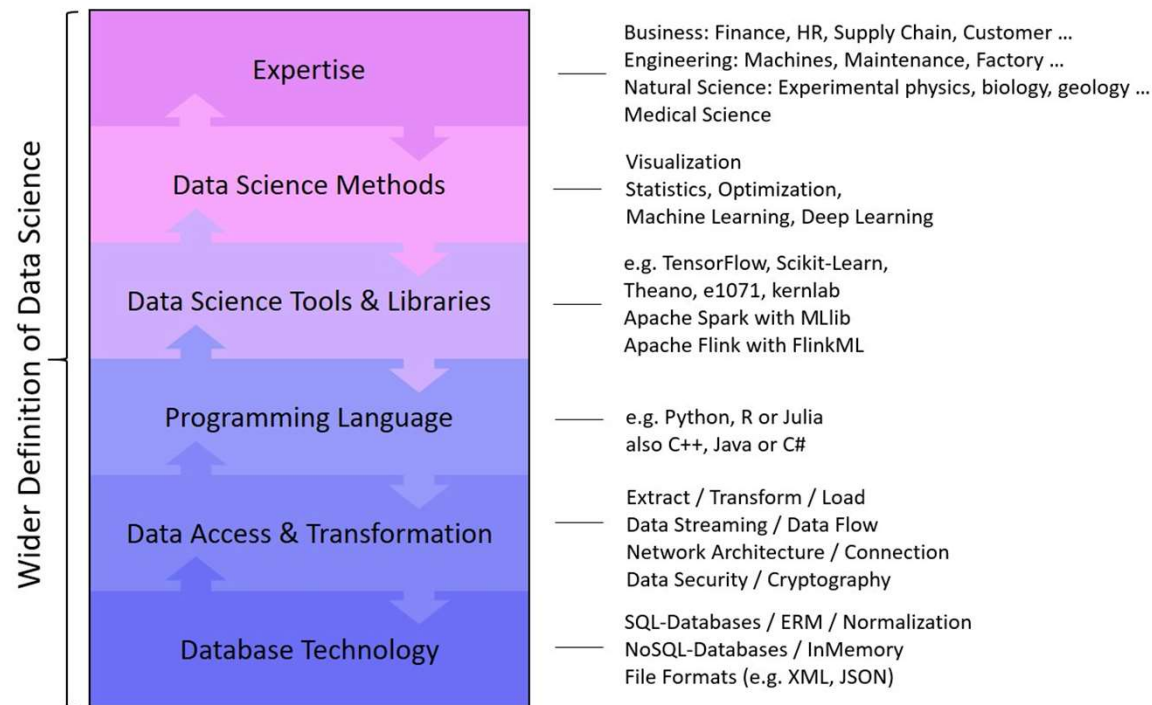 Wider Definition of Data Science
Expertise
Business: Finance, HR, Supply Chain, Customer ...
Engineering: Machines, Maintenance, Factory ...
Natural Science: Experimental physics, biology, geology ...
Medical Science
Data Science Methods
Visualization
Statistics, Optimization,
Machine Learning, Deep Learning
Data Science Tools & Libraries
e.g. TensorFlow, Scikit-Learn,
Theano, e1071, kernlab
Apache Spark with MLlib
Apache Flink with FlinkML
Programming Language
e.g. Python, R or Julia
also C++, Java or C#
Data Access & Transformation
Extract / Transform / Load
Data Streaming / Data Flow
Network Architecture / Connection
Data Security / Cryptography
Database Technology
SQL-Databases / ERM / Normalization
NoSQL-Databases / InMemory
File Formats (e.g. XML, JSON)